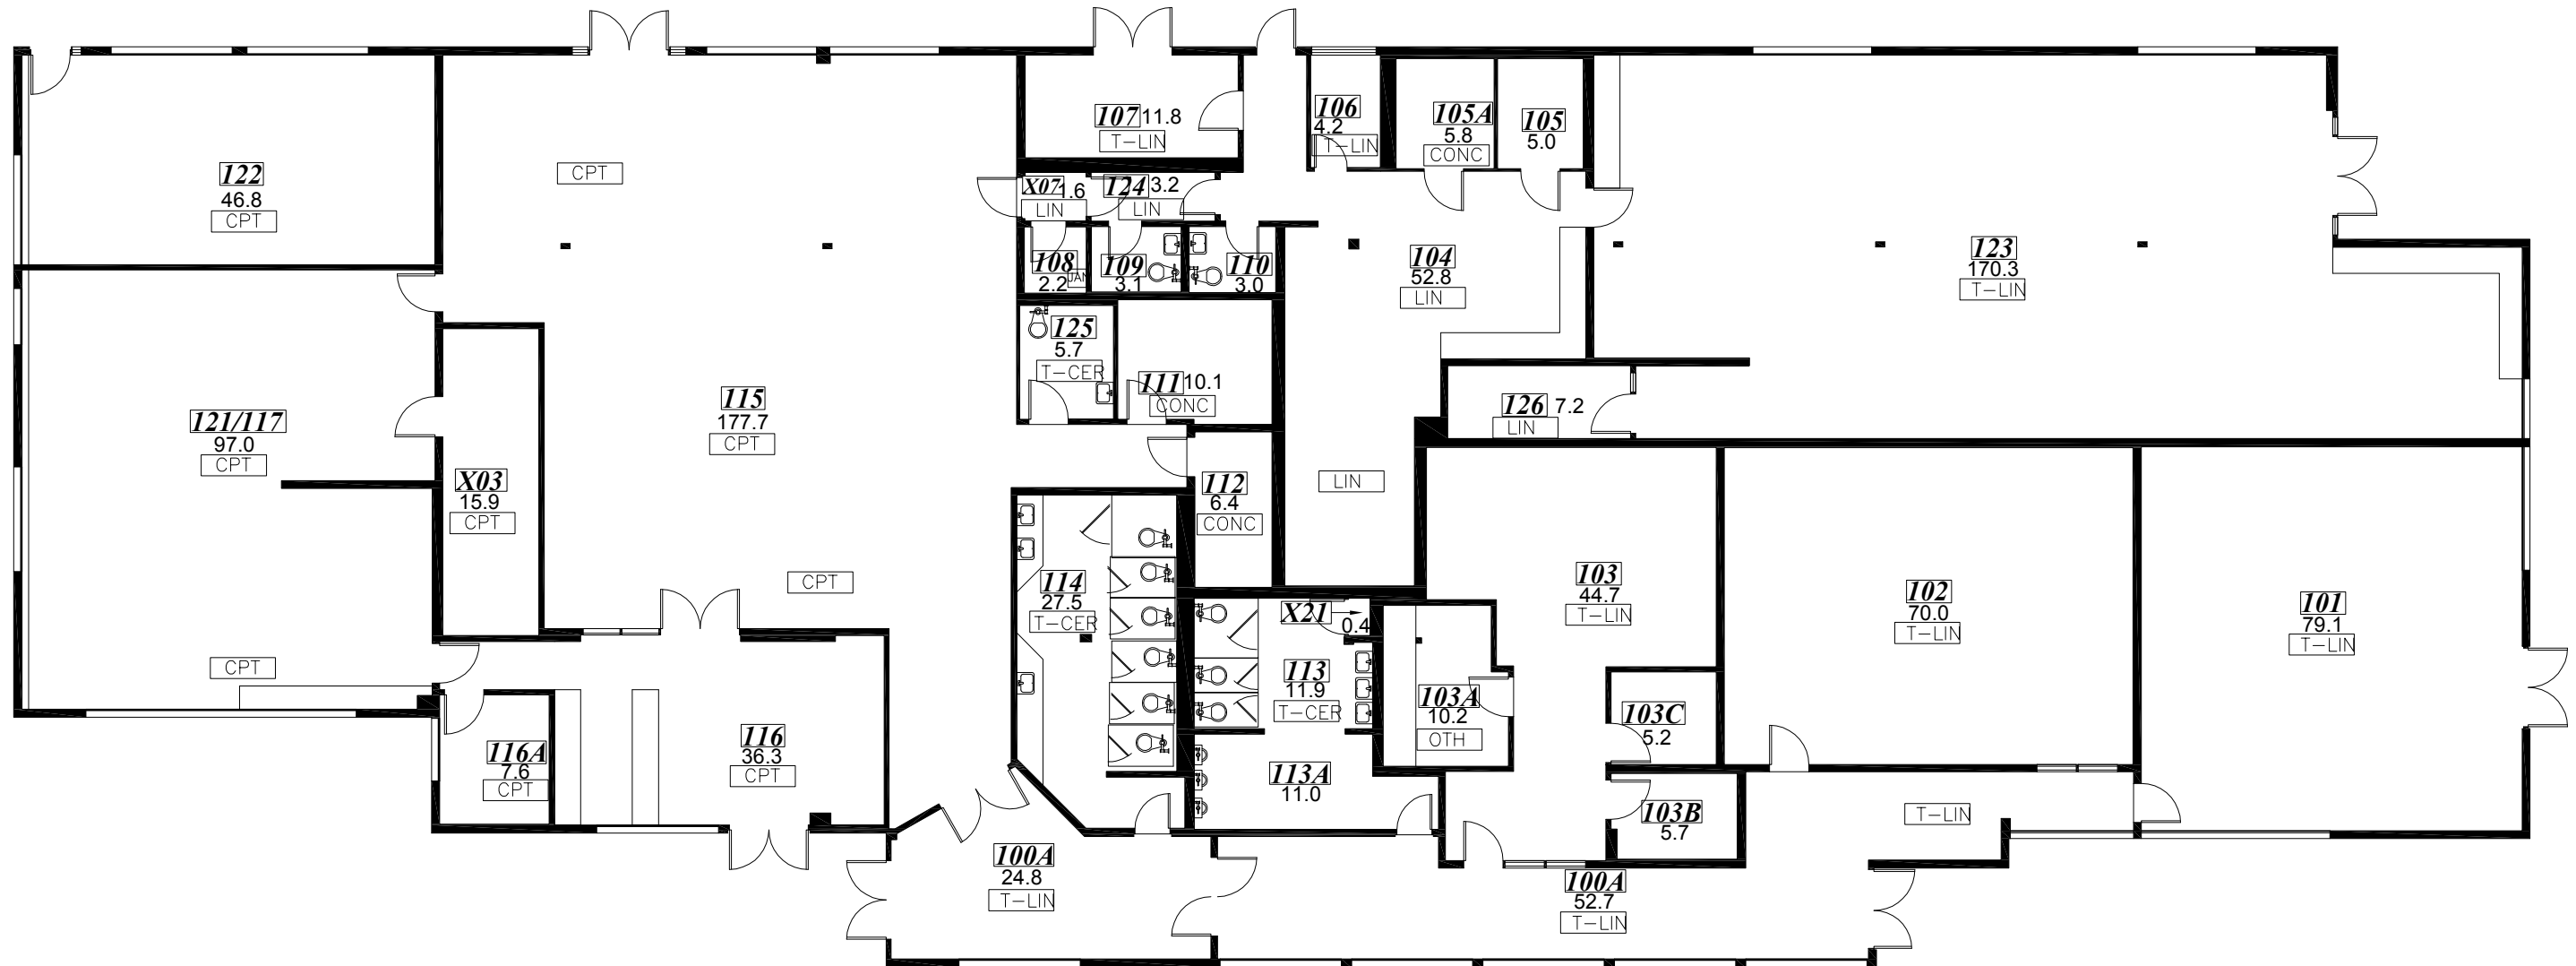 122
46.8
CPT
CPT
107 11.8
T-LIN
106
4.2
T-LIN
105A
5.8
CONC
105
5.0
X07 1.6
LIN
124 3.2
LIN
108
2.2
JAN
109
3.1
110
3.0
104
52.8
LIN
123
170.3
T-LIN
125
5.7
T-CER
111 10.1
CONC
121/117
97.0
CPT
115
177.7
CPT
126 7.2
LIN
X03
15.9
CPT
112
6.4
CONC
LIN
114
27.5
T-CER
CPT
X21
0.4
103
44.7
T-LIN
102
70.0
T-LIN
101
79.1
T-LIN
CPT
113
11.9
T-CER
103A
10.2
OTH
103C
5.2
116A
7.6
CPT
116
36.3
CPT
113A
11.0
103B
5.7
T-LIN
100A
24.8
T-LIN
100A
52.7
T-LIN